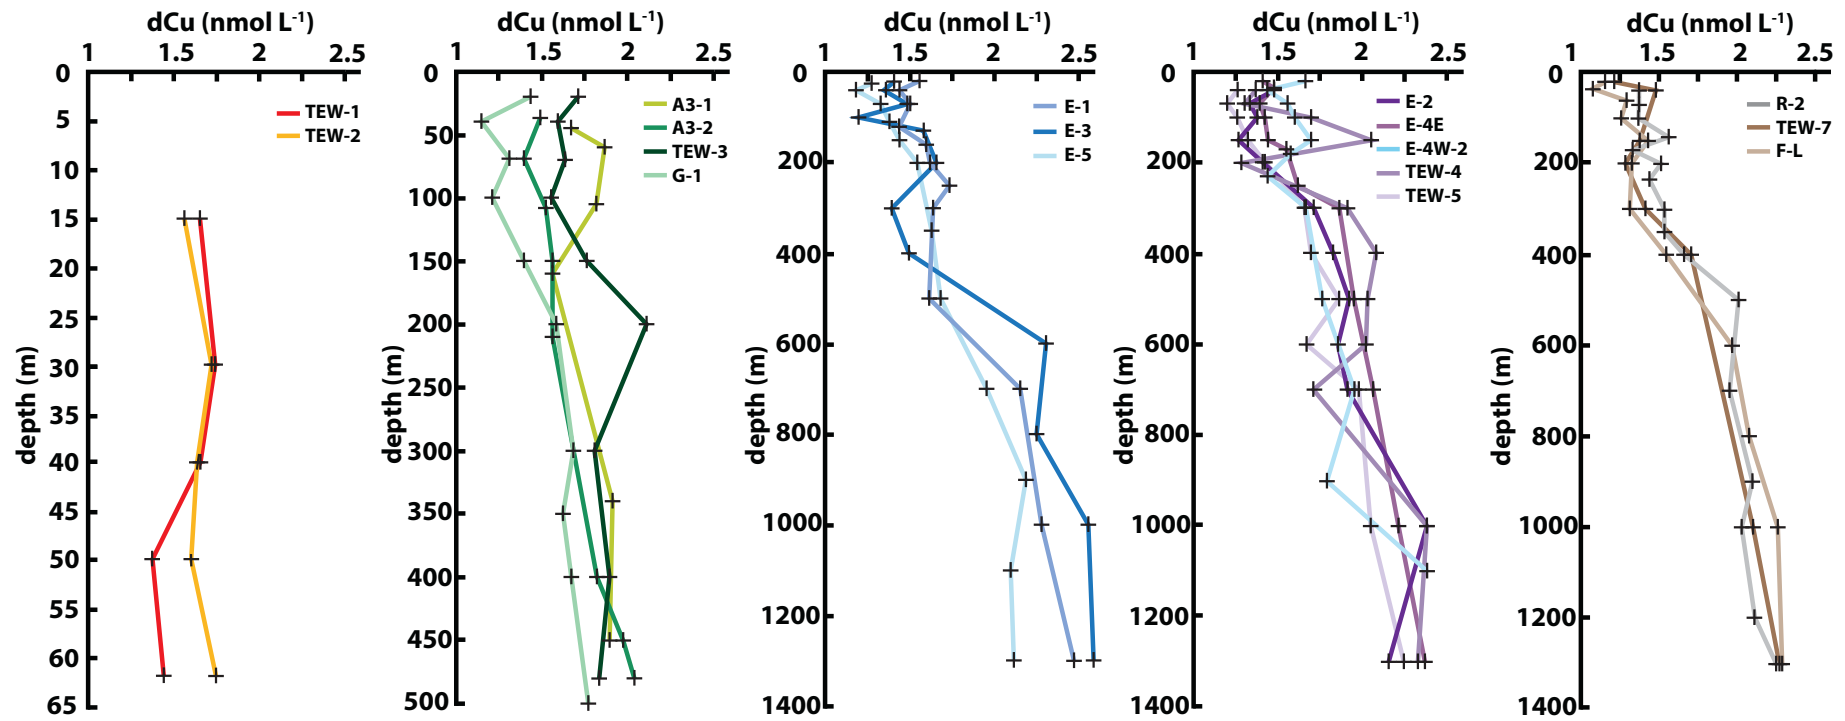 dCu (nmol L⁻¹)
1 1.5 2 2.5
0
5
10
15
20
25
30
35
40
45
50
55
60
65
depth (m)
TEW-1
TEW-2
dCu (nmol L⁻¹)
1 1.5 2 2.5
0
50
100
150
200
250
300
350
400
450
500
depth (m)
A3-1
A3-2
TEW-3
G-1
dCu (nmol L⁻¹)
1 1.5 2 2.5
0
200
400
600
800
1000
1200
1400
depth (m)
E-1
E-3
E-5
dCu (nmol L⁻¹)
1 1.5 2 2.5
0
200
400
600
800
1000
1200
1400
depth (m)
E-2
E-4E
E-4W-2
TEW-4
TEW-5
dCu (nmol L⁻¹)
1 1.5 2 2.5
0
200
400
600
800
1000
1200
1400
depth (m)
R-2
TEW-7
F-L